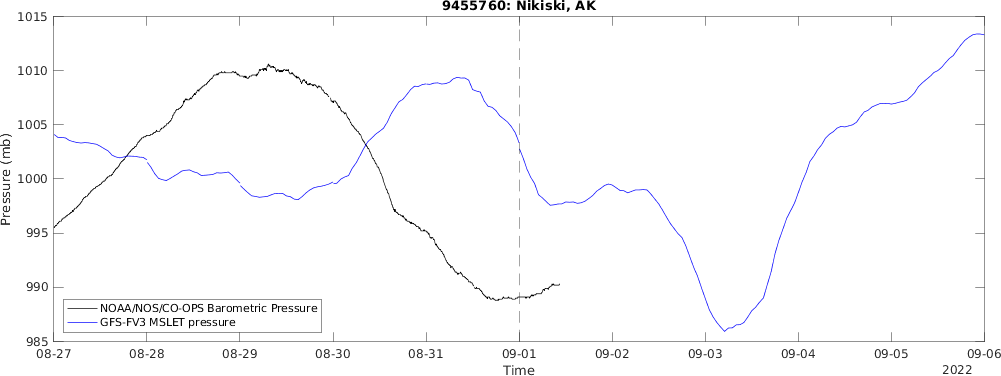 9455760: Nikiski, AK
1015
1010
1005
1000
995
990
985
Pressure (mb)
NOAA/NOS/CO-OPS Barometric Pressure
GFS-FV3 MSLET pressure
08-27 08-28 08-29 08-30 08-31 09-01 09-02 09-03 09-04 09-05 09-06
Time
2022